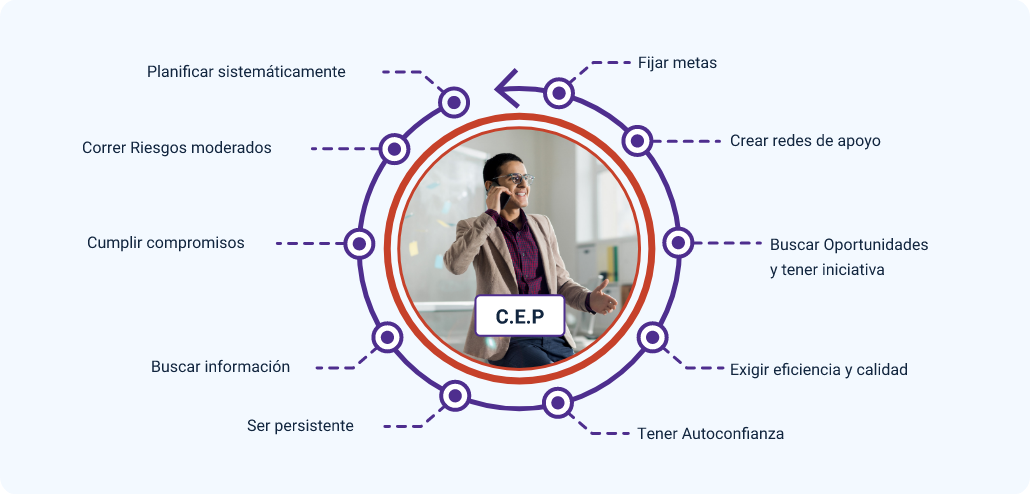 Planificar sistemáticamente
Fijar metas
Correr Riesgos moderados
Crear redes de apoyo
Cumplir compromisos
Buscar Oportunidades
y tener iniciativa
C.E.P
Buscar información
Exigir eficiencia y calidad
Ser persistente
Tener Autoconfianza